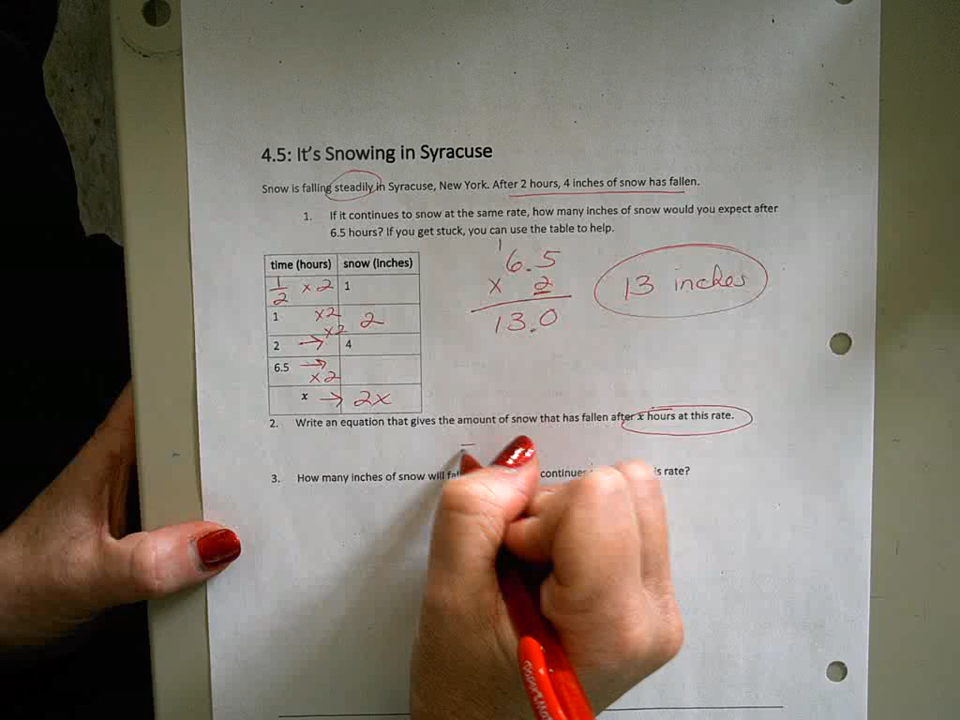 4.5: It's Snowing in Syracuse
Snow is falling steadily in Syracuse, New York. After 2 hours, 4 inches of snow has fallen.
1. If it continues to snow at the same rate, how many inches of snow would you expect after
6.5 hours? If you get stuck, you can use the table to help.
time (hours) snow (inches)
1/2 x2 1
1 x2 2
2 → x2 4
6.5 → x2
x → 2x
1
6.5
x 2
13.0
13 inches
2. Write an equation that gives the amount of snow that has fallen after x hours at this rate.
3. How many inches of snow will continues is rate?